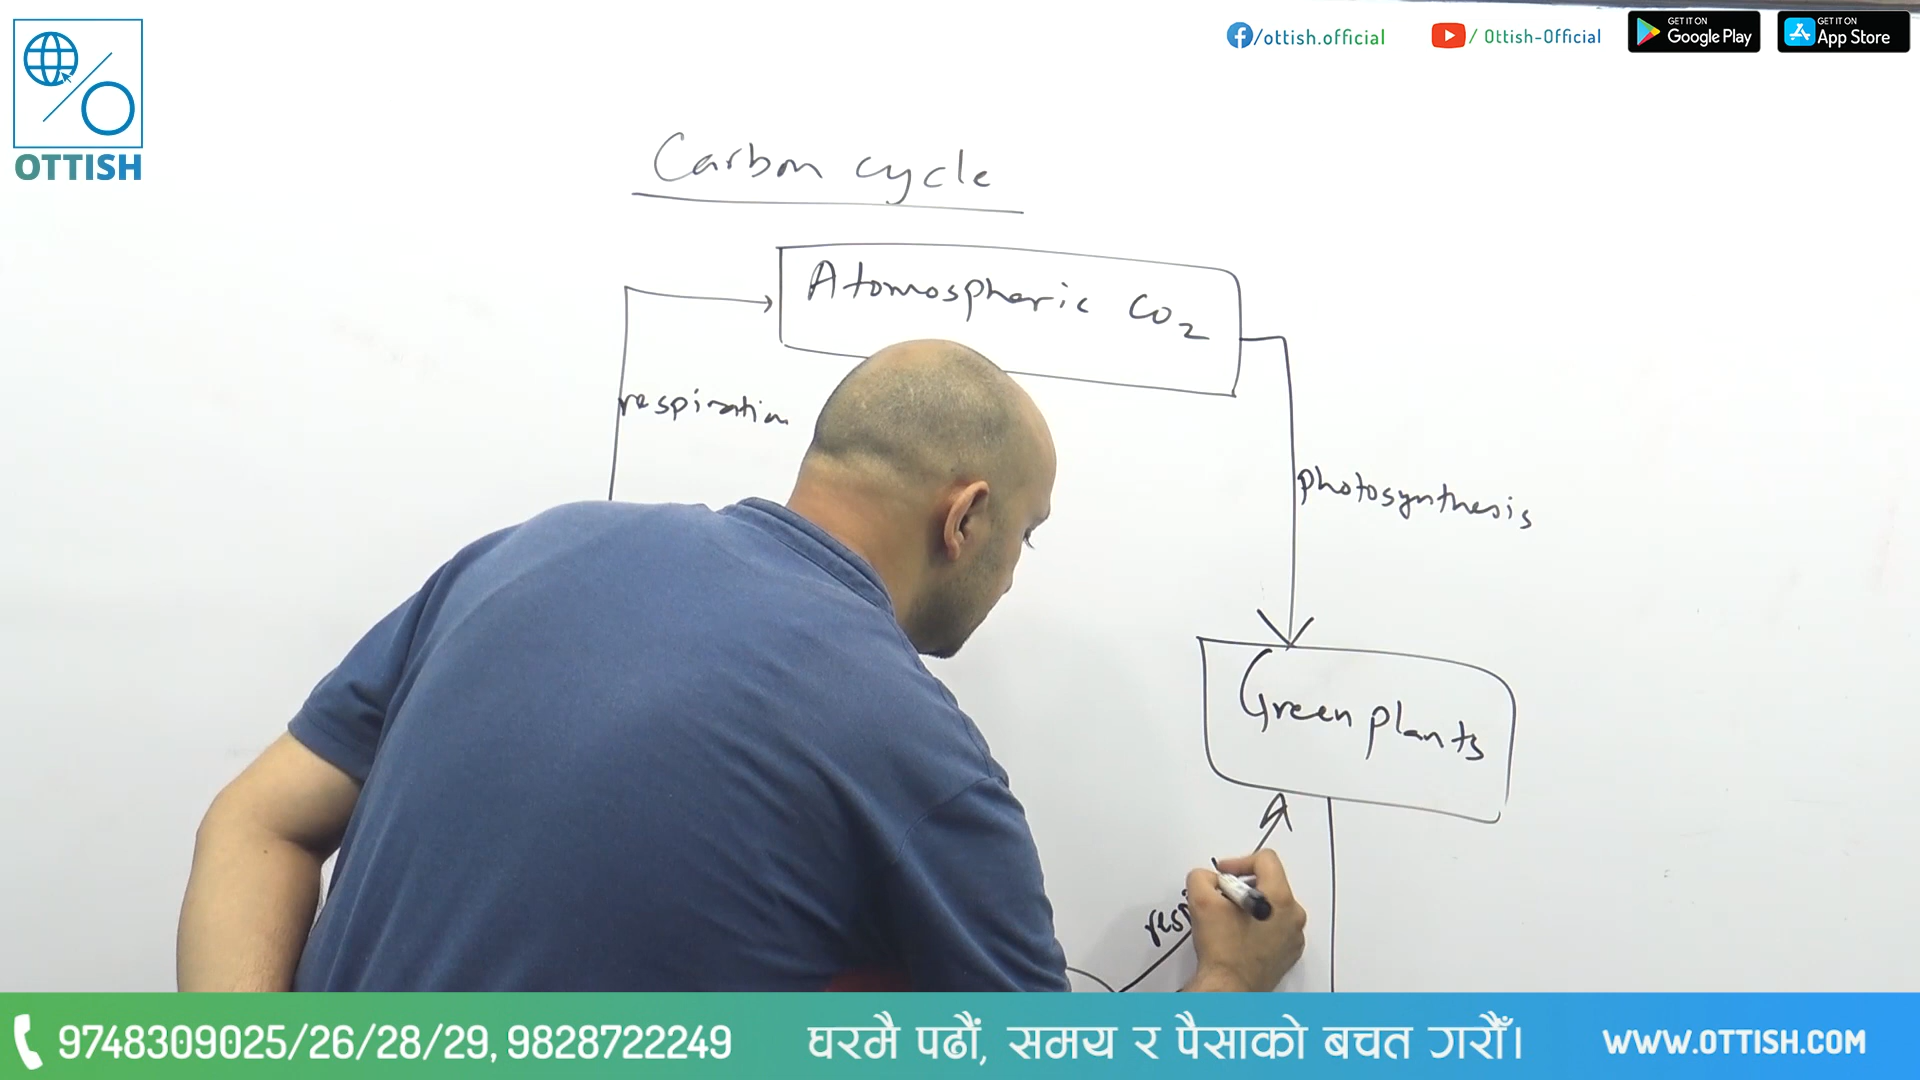 /ottish.official
/ Ottish-Official
GET IT ON
Google Play
GET IT ON
App Store
OTTISH
Carbon cycle
Atomospheric CO2
respiration
photosynthesis
Green plants
9748309025/26/28/29, 9828722249
घरमै पढौं, समय र पैसाको बचत गरौँ।
WWW.OTTISH.COM